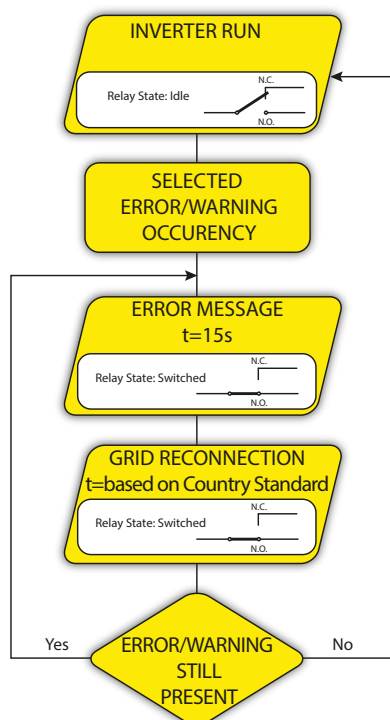 INVERTER RUN
N.C.
Relay State: Idle
N.O.
SELECTED
ERROR/WARNING
OCCURENCY
ERROR MESSAGE
t=15s
N.C.
Relay State: Switched
N.O.
GRID RECONNECTION
t=based on Country Standard
N.C.
Relay State: Switched
N.O.
Yes
ERROR/WARNING
STILL
PRESENT
No